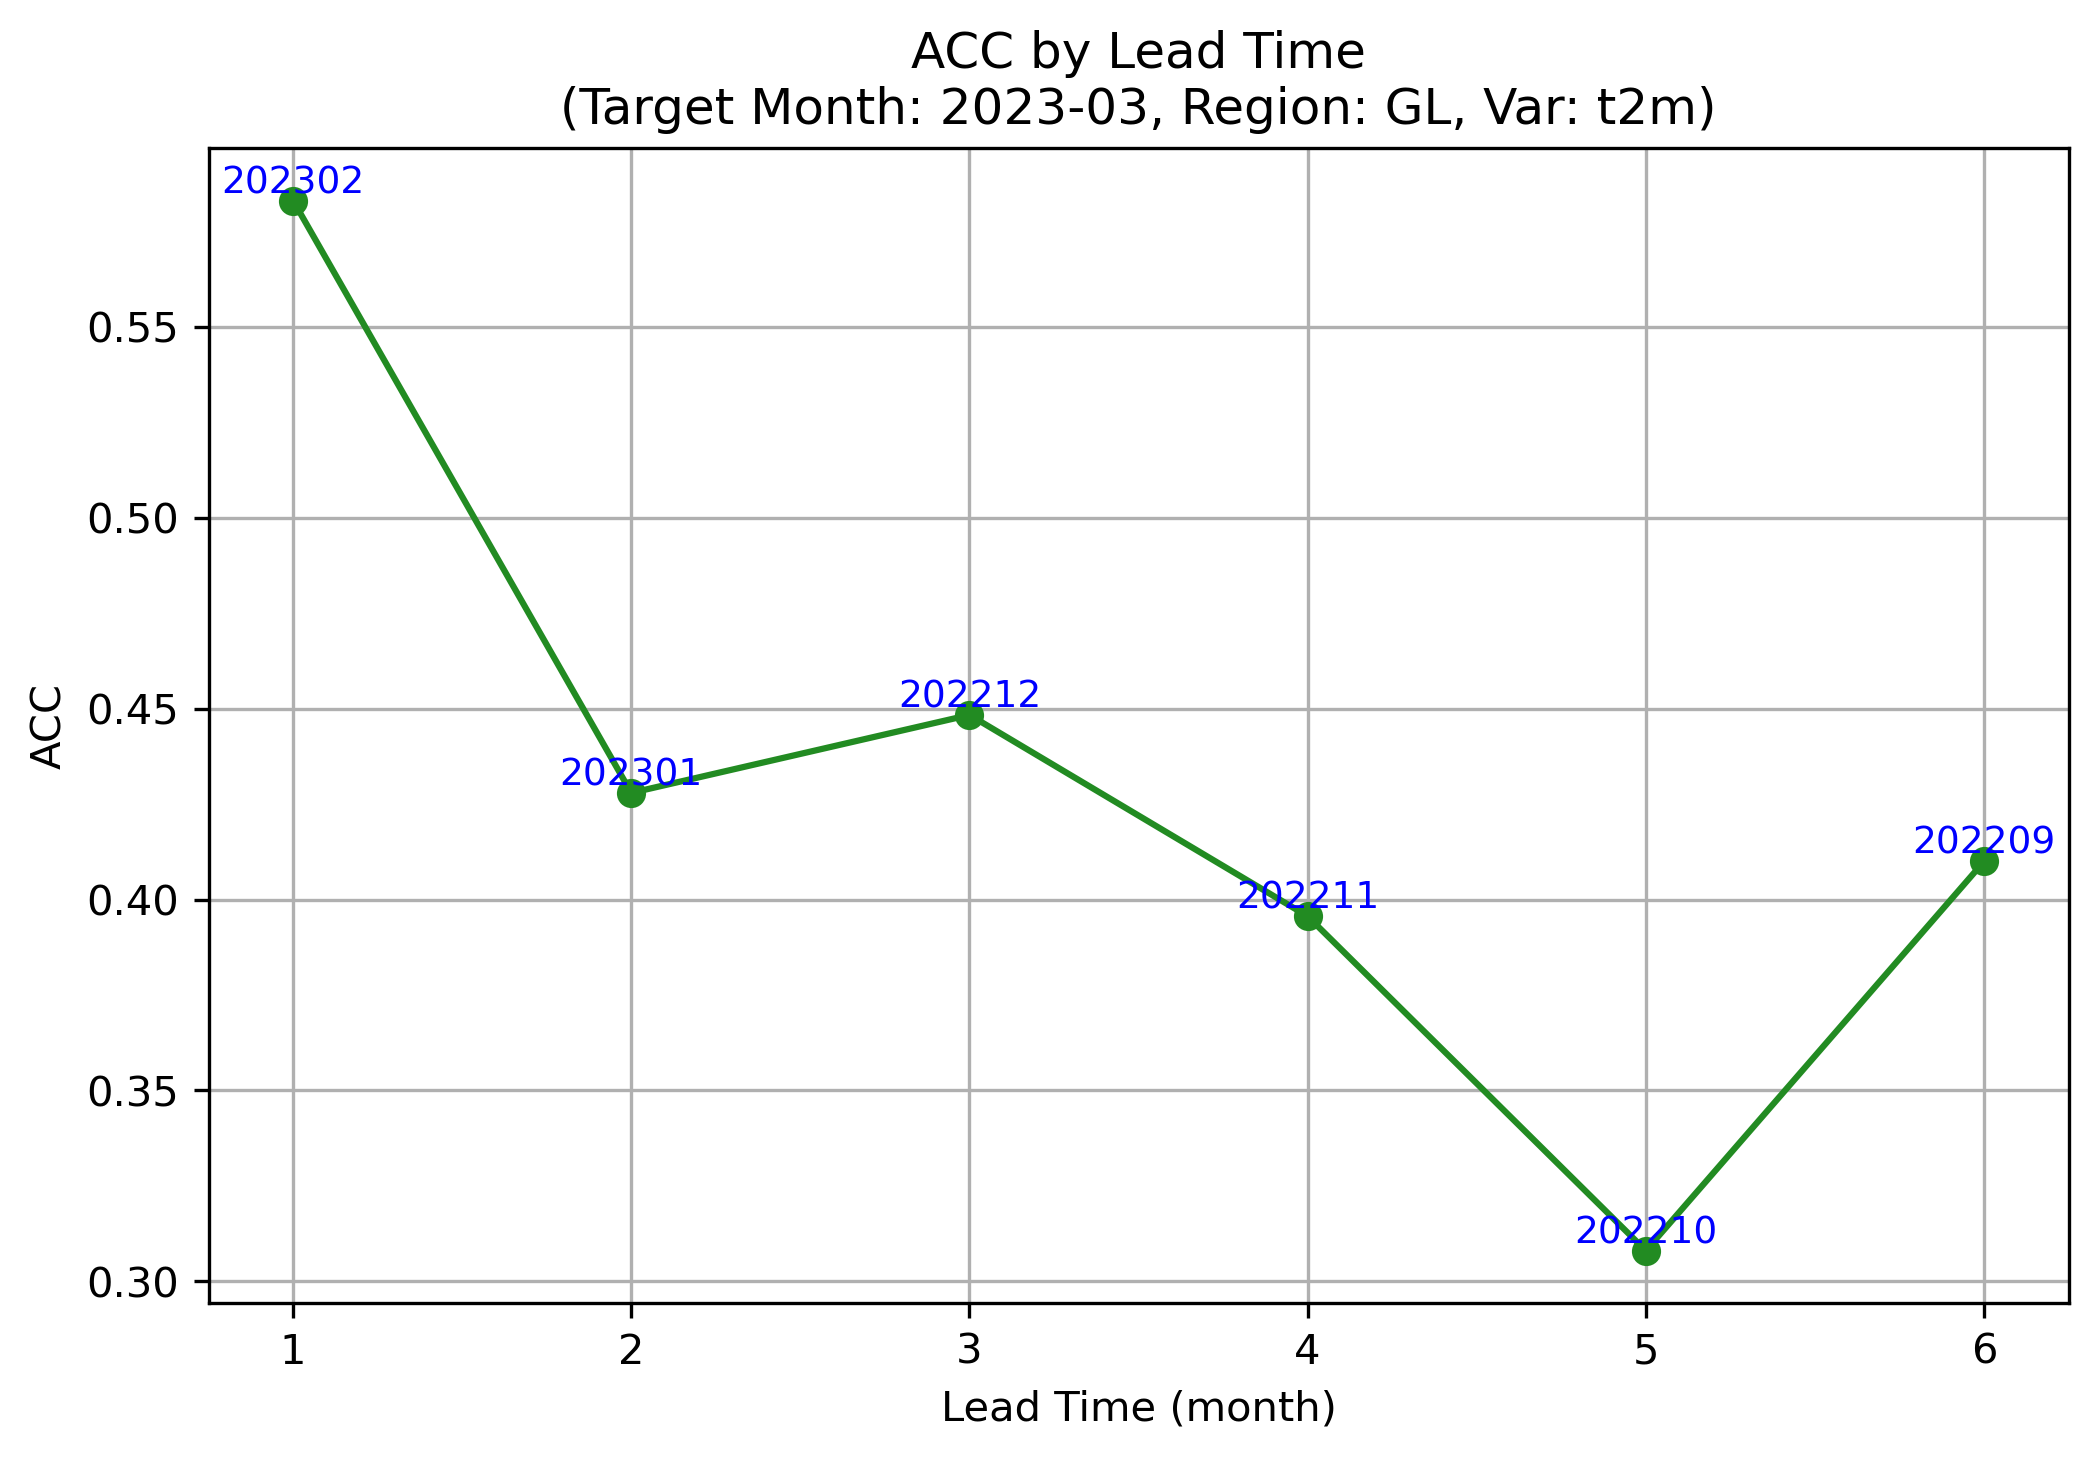 ACC by Lead Time
(Target Month: 2023-03, Region: GL, Var: t2m)
202302
0.55
0.50
202212
0.45
ACC
202301
202209
202211
0.40
0.35
202210
0.30
1 2 3 4 5 6
Lead Time (month)